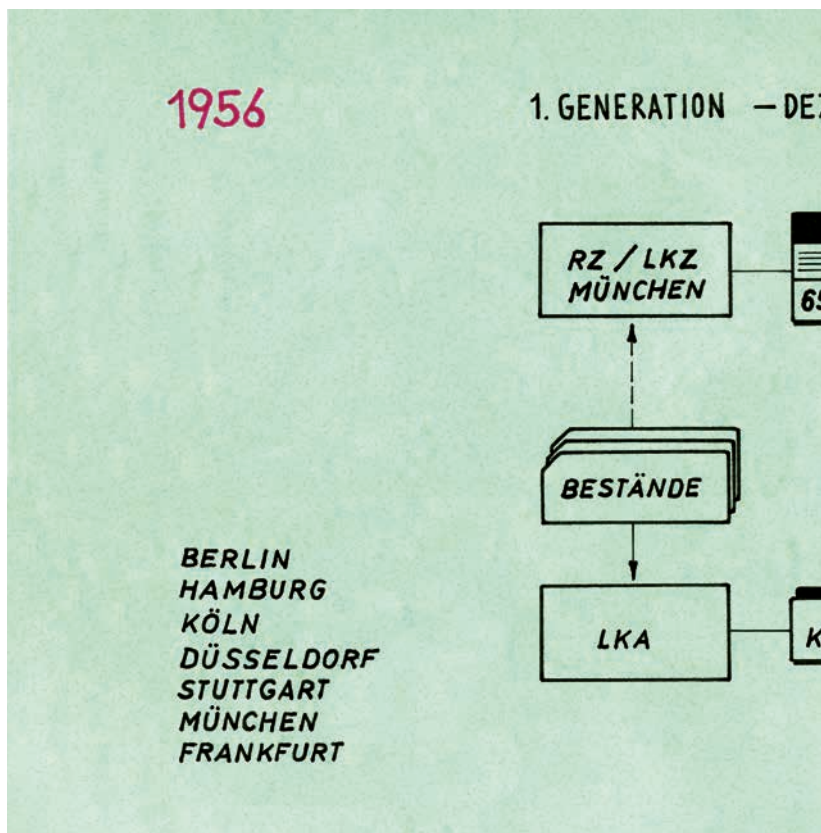 1956
1. GENERATION –
RZ / LKZ
MÜNCHEN
BESTÄNDE
LKA
BERLIN
HAMBURG
KÖLN
DÜSSELDORF
STUTTGART
MÜNCHEN
FRANKFURT